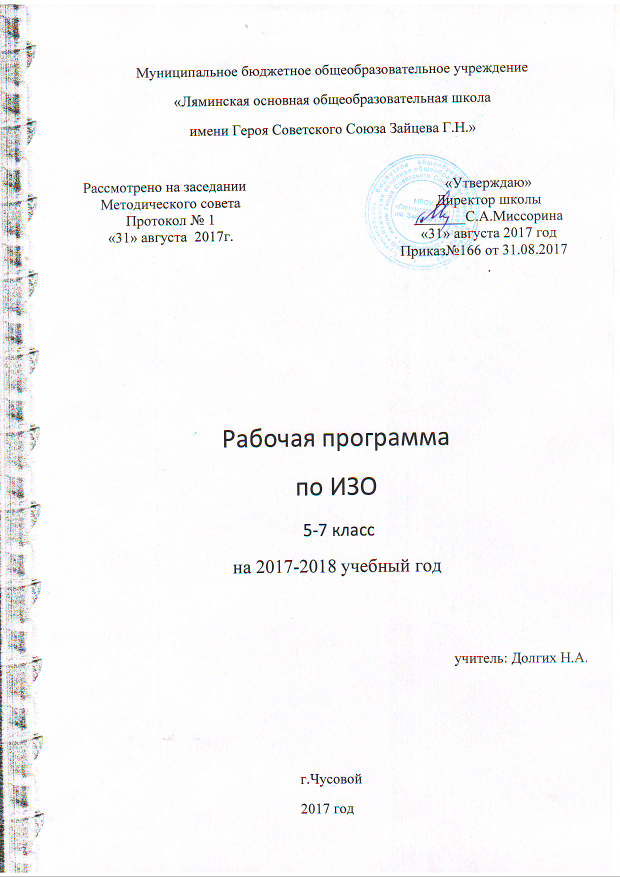 Муниципальное бюджетное общеобразовательное учреждение
«Ляминская основная общеобразовательная школа
имени Героя Советского Союза Зайцева Г.Н.»
Рассмотрено на заседании
Методического совета
Протокол № 1
«31» августа 2017г.
«Утверждаю»
Директор школы
________С.А.Миссорина
«31» августа 2017 год
Приказ№166 от 31.08.2017
Рабочая программа
по ИЗО
5-7 класс
на 2017-2018 учебный год
учитель: Долгих Н.А.
г.Чусовой
2017 год